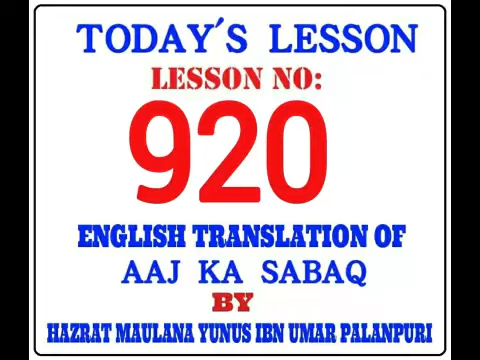 TODAY'S LESSON
LESSON NO:
920
ENGLISH TRANSLATION OF
AAJ KA SABAQ
BY
HAZRAT MAULANA YUNUS IBN UMAR PALANPURI